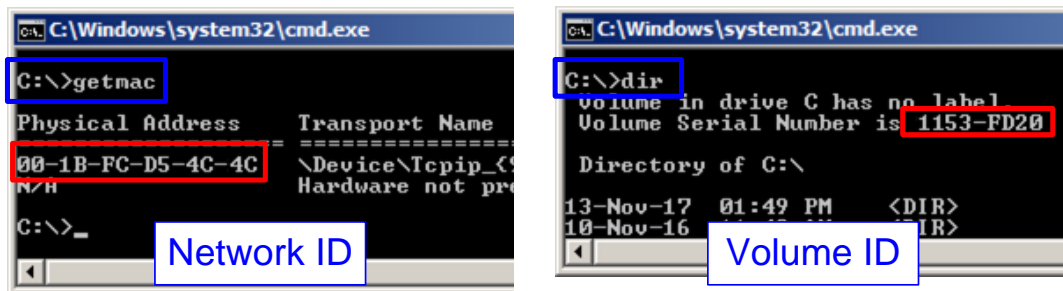 C:\Windows\system32\cmd.exe
C:\>getmac
Physical Address Transport Name
00-1B-FC-D5-4C-4C \Device\Tcpip_{
N/A Hardware not pre
C:\>_
Network ID
C:\Windows\system32\cmd.exe
C:\>dir
Volume in drive C has no label.
Volume Serial Number is 1153-FD20
Directory of C:\
13-Nov-17 01:49 PM <DIR>
10-Nov-16
Volume ID